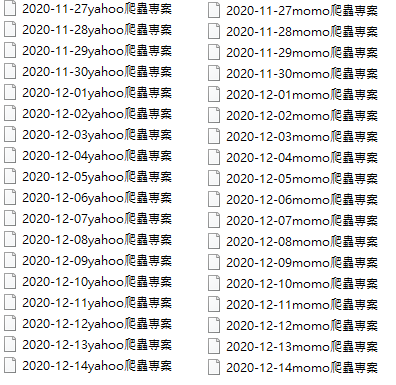 2020-11-27yahoo爬蟲專案
2020-11-28yahoo爬蟲專案
2020-11-29yahoo爬蟲專案
2020-11-30yahoo爬蟲專案
2020-12-01yahoo爬蟲專案
2020-12-02yahoo爬蟲專案
2020-12-03yahoo爬蟲專案
2020-12-04yahoo爬蟲專案
2020-12-05yahoo爬蟲專案
2020-12-06yahoo爬蟲專案
2020-12-07yahoo爬蟲專案
2020-12-08yahoo爬蟲專案
2020-12-09yahoo爬蟲專案
2020-12-10yahoo爬蟲專案
2020-12-11yahoo爬蟲專案
2020-12-12yahoo爬蟲專案
2020-12-13yahoo爬蟲專案
2020-12-14yahoo爬蟲專案
2020-11-27momo爬蟲專案
2020-11-28momo爬蟲專案
2020-11-29momo爬蟲專案
2020-11-30momo爬蟲專案
2020-12-01momo爬蟲專案
2020-12-02momo爬蟲專案
2020-12-03momo爬蟲專案
2020-12-04momo爬蟲專案
2020-12-05momo爬蟲專案
2020-12-06momo爬蟲專案
2020-12-07momo爬蟲專案
2020-12-08momo爬蟲專案
2020-12-09momo爬蟲專案
2020-12-10momo爬蟲專案
2020-12-11momo爬蟲專案
2020-12-12momo爬蟲專案
2020-12-13momo爬蟲專案
2020-12-14momo爬蟲專案